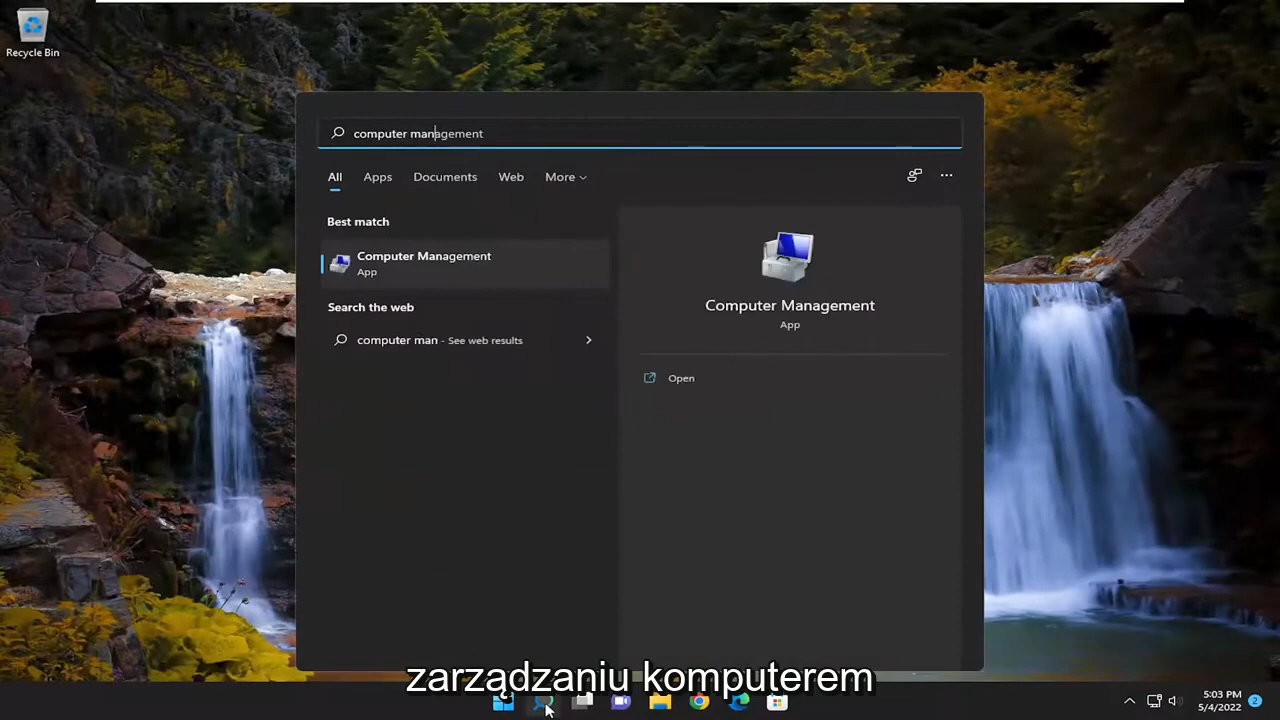 Recycle Bin
computer management
All Apps Documents Web More
Best match
Computer Management
App
Search the web
computer man - See web results
Computer Management
App
Open
zarządzaniu komputerem
5:03 PM
5/4/2022
2